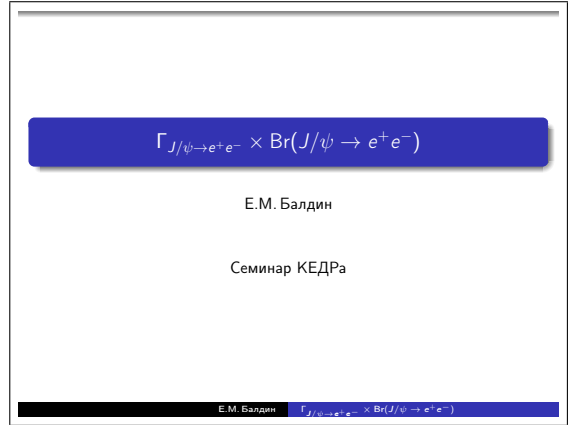 Γ_{J/ψ→e⁺e⁻} × Br(J/ψ → e⁺e⁻)
Е.М. Балдин
Семинар КЕДРа
Е.М. Балдин Γ_{J/ψ→e⁺e⁻} × Br(J/ψ → e⁺e⁻)